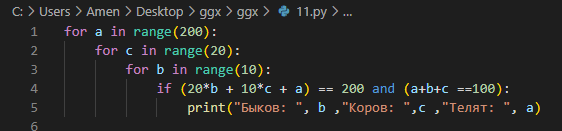 C: > Users > Amen > Desktop > ggx > ggx > 11.py > ...
1 for a in range(200):
2 for c in range(20):
3 for b in range(10):
4 if (20*b + 10*c + a) == 200 and (a+b+c ==100):
5 print("Быков: ", b ,"Коров: ",c ,"Телят: ", a)
6